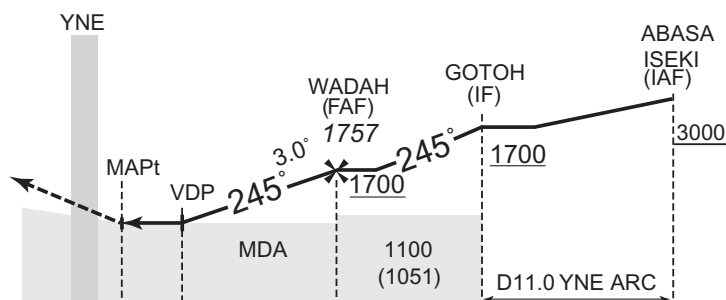 YNE
ABASA
ISEKI
(IAF)
GOTOH
(IF)
WADAH
(FAF)
1757
3000
3.0°
245°
1700
245°
1700
MAPt
VDP
MDA
1100
(1051)
D11.0 YNE ARC